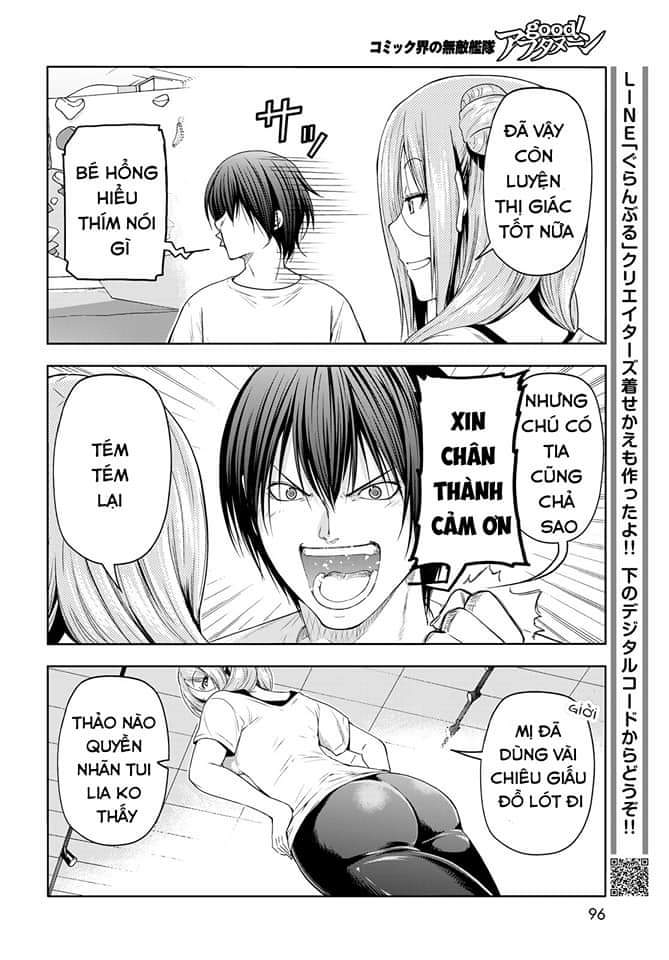 コミック界の無敵艦隊
good!
アフタヌーン
ĐÃ VẬY
CÒN
LUYỆN
THỊ GIÁC
TỐT NỮA
ザッ
BÉ HỔNG
HIỂU
THÍM NÓI
GÌ
NHƯNG
CHÚ CÓ
TIA
CŨNG CHẢ
SAO
XIN
CHÂN
THÀNH
CẢM ƠN
TÉM
TÉM
LẠI
GIỜI
MỊ ĐÃ
DÙNG VÀI
CHIÊU GIẤU
ĐỒ LÓT ĐI
THẢO NÀO
QUYỀN
NHÃN TUI
LIA KO
THẤY
LINE「ぐらんぶる」クリエイターズ着せかえも作ったよ!! 下のデジタルコードからどうぞ!!
96